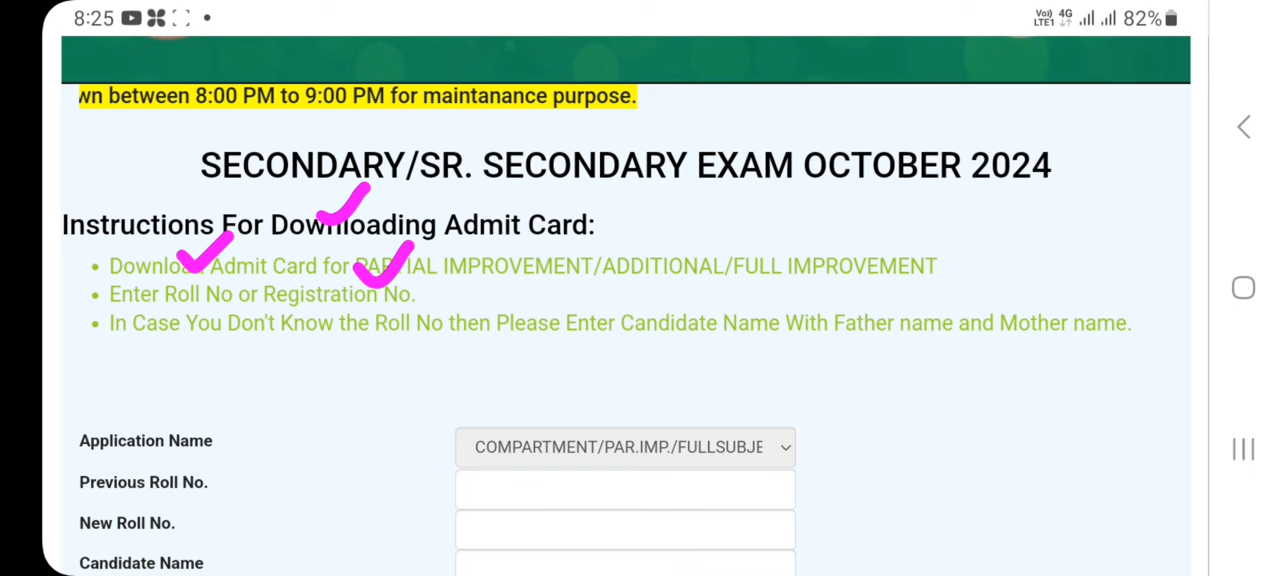 8:25
Vo)) 4G
LTE1 82%
wn between 8:00 PM to 9:00 PM for maintanance purpose.
SECONDARY/SR. SECONDARY EXAM OCTOBER 2024
Instructions For Downloading Admit Card:
Download Admit Card for PARTIAL IMPROVEMENT/ADDITIONAL/FULL IMPROVEMENT
Enter Roll No or Registration No.
In Case You Don't Know the Roll No then Please Enter Candidate Name With Father name and Mother name.
Application Name COMPARTMENT/PAR.IMP./FULLSUBJE
Previous Roll No.
New Roll No.
Candidate Name